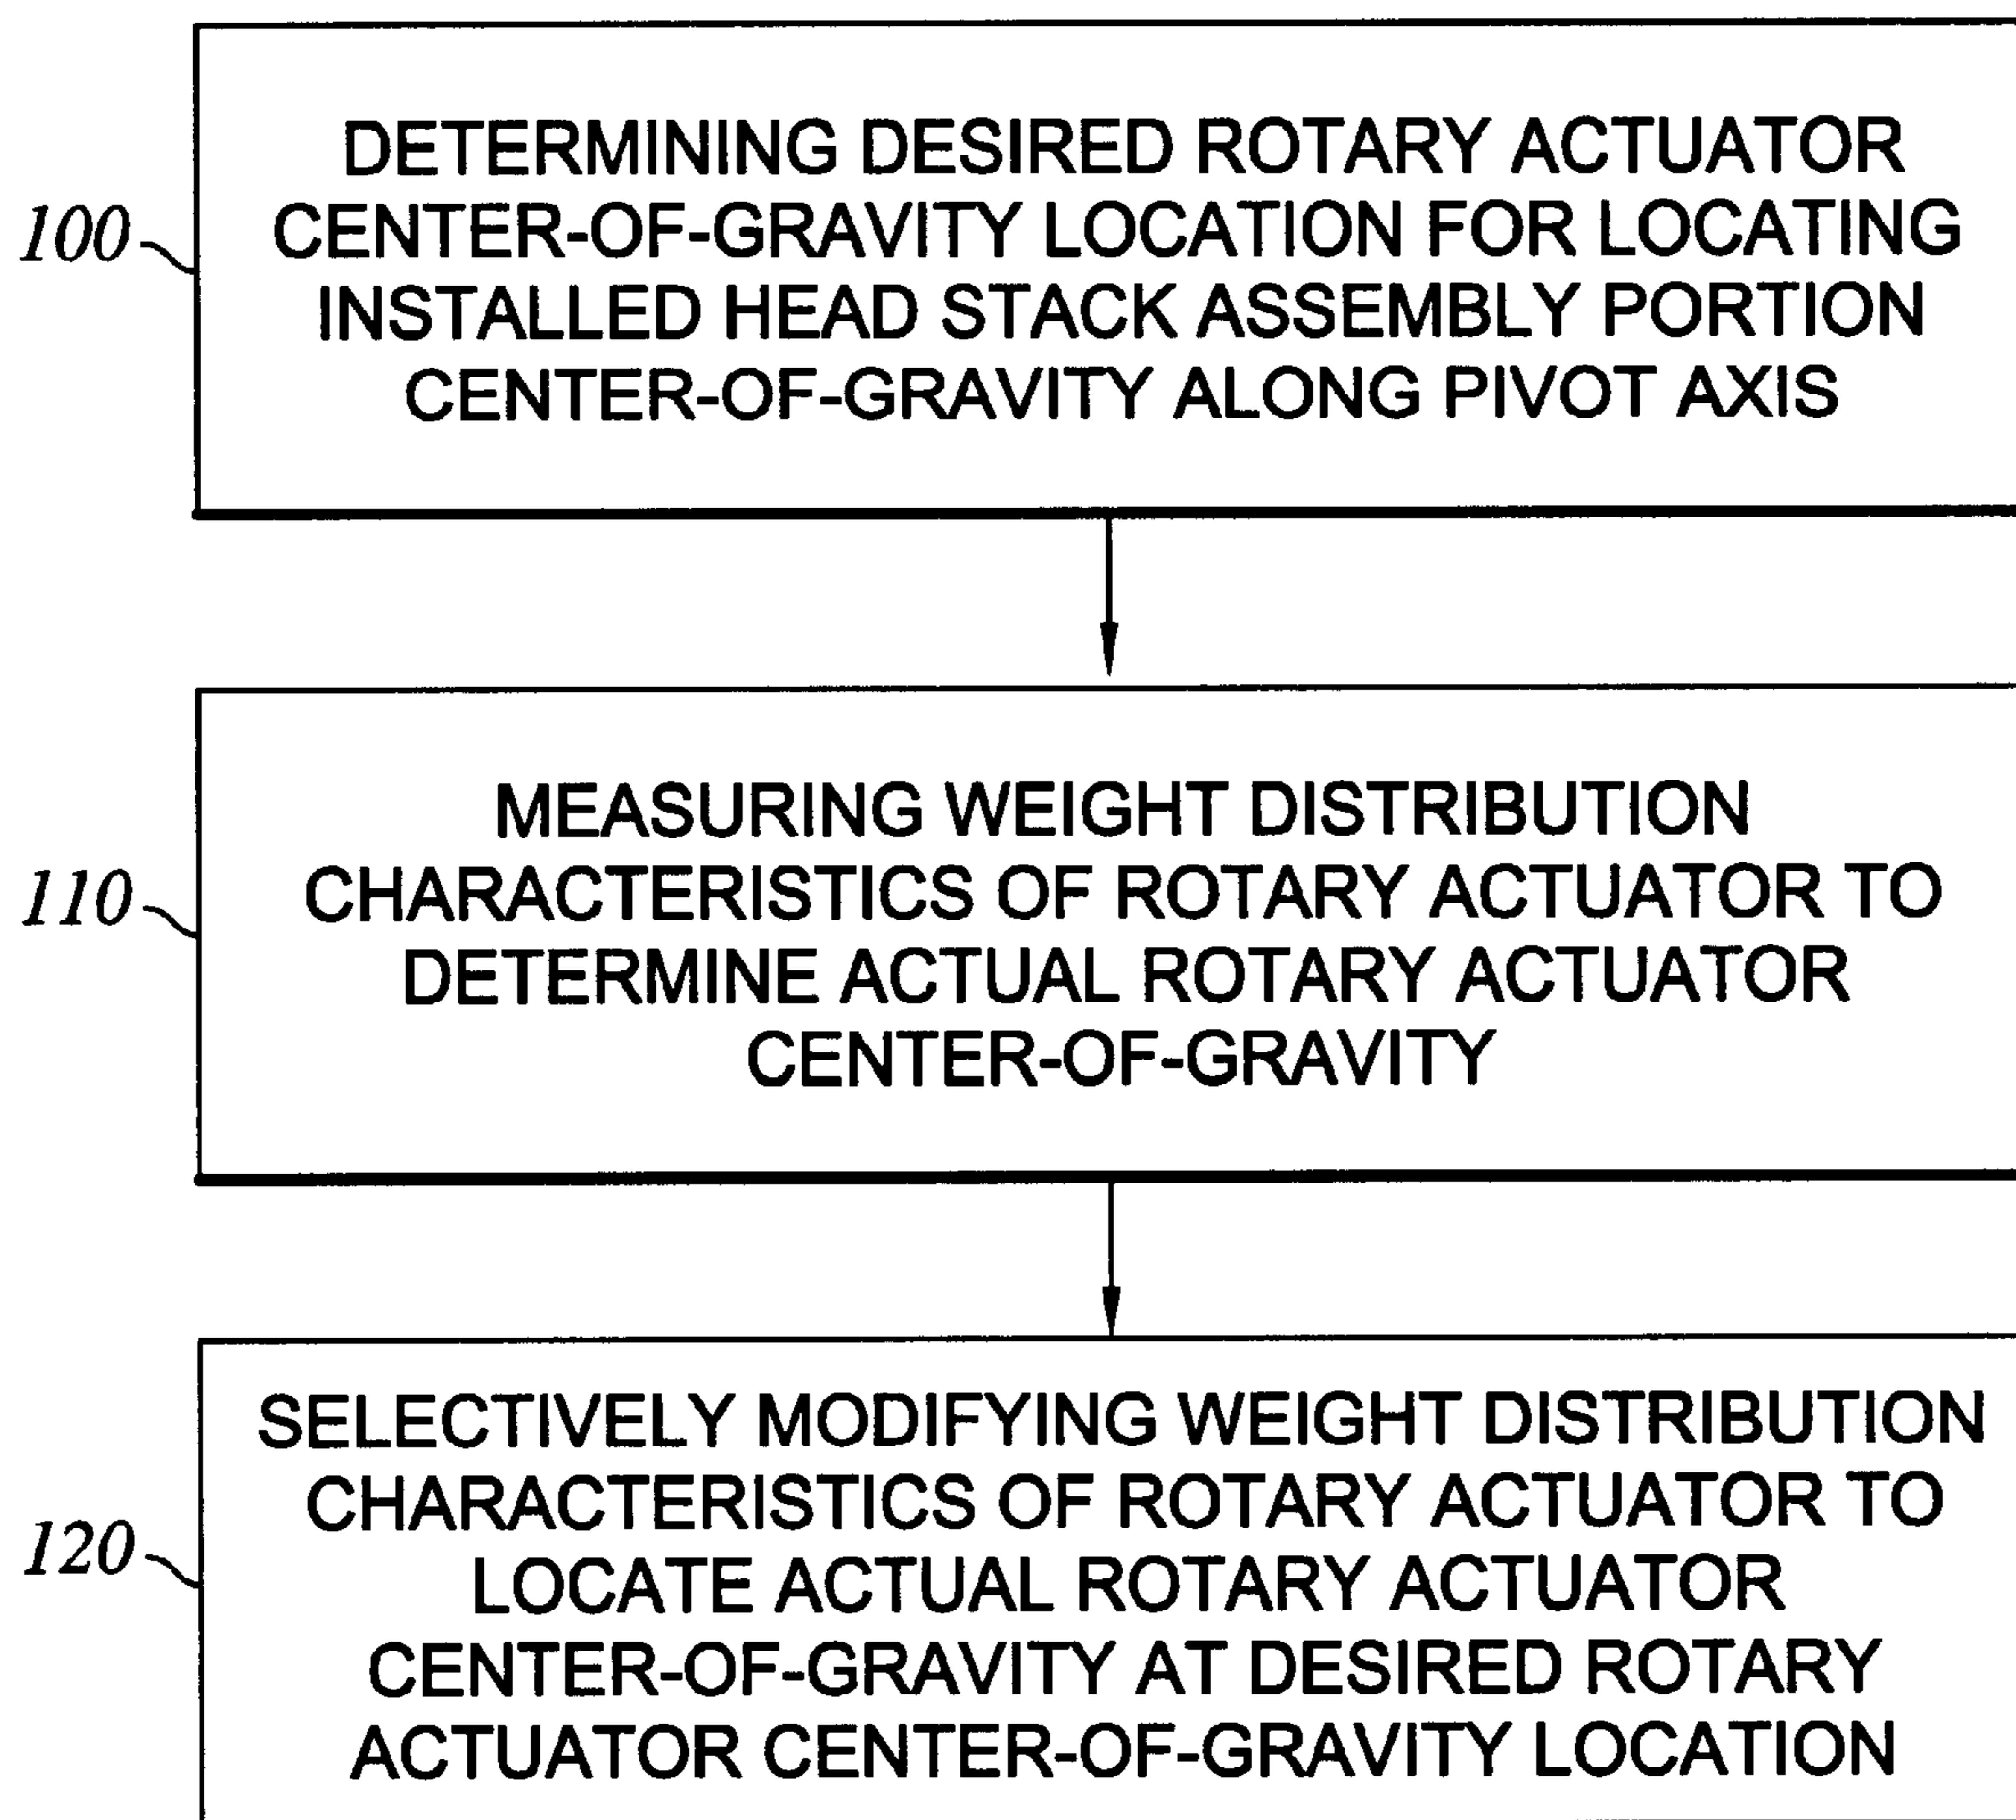 DETERMINING DESIRED ROTARY ACTUATOR
CENTER-OF-GRAVITY LOCATION FOR LOCATING
INSTALLED HEAD STACK ASSEMBLY PORTION
CENTER-OF-GRAVITY ALONG PIVOT AXIS
100
MEASURING WEIGHT DISTRIBUTION
CHARACTERISTICS OF ROTARY ACTUATOR TO
DETERMINE ACTUAL ROTARY ACTUATOR
CENTER-OF-GRAVITY
110
SELECTIVELY MODIFYING WEIGHT DISTRIBUTION
CHARACTERISTICS OF ROTARY ACTUATOR TO
LOCATE ACTUAL ROTARY ACTUATOR
CENTER-OF-GRAVITY AT DESIRED ROTARY
ACTUATOR CENTER-OF-GRAVITY LOCATION
120